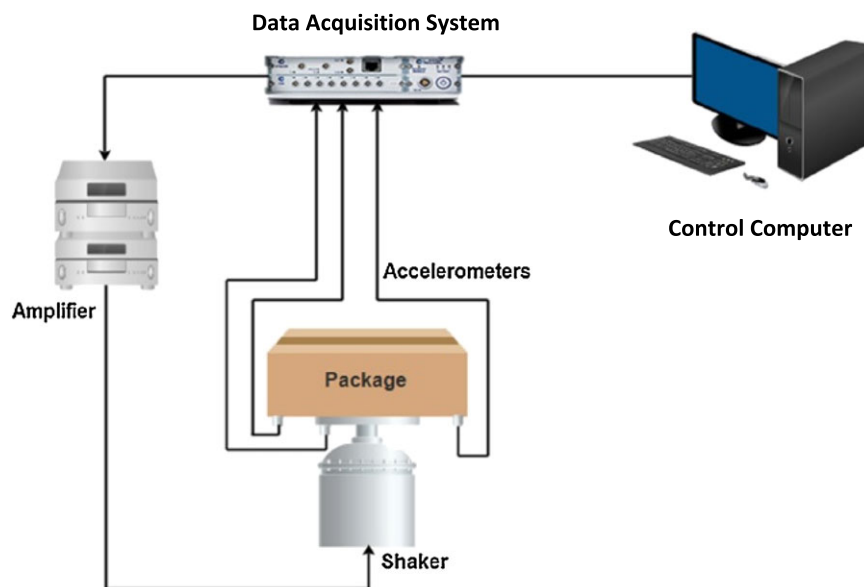 Data Acquisition System
Control Computer
Accelerometers
Amplifier
Package
Shaker